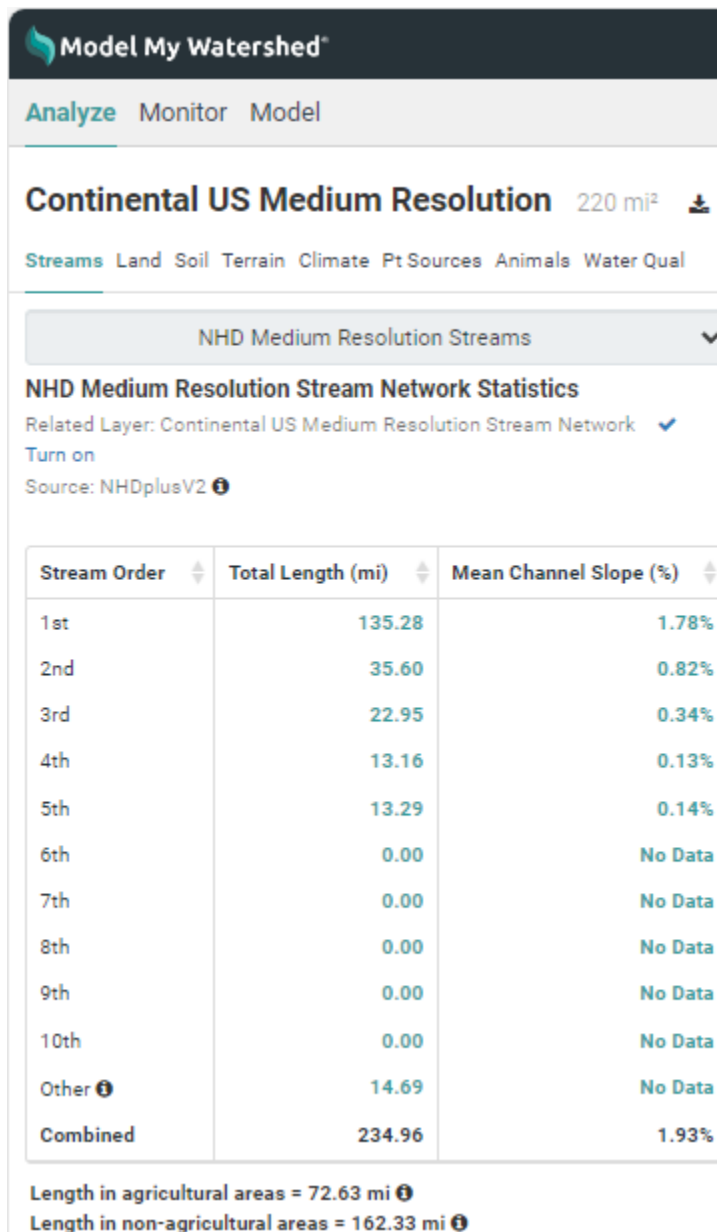 Model My Watershed®
Analyze Monitor Model
Continental US Medium Resolution 220 mi²
Streams Land Soil Terrain Climate Pt Sources Animals Water Qual
NHD Medium Resolution Streams
NHD Medium Resolution Stream Network Statistics
Related Layer: Continental US Medium Resolution Stream Network
Turn on
Source: NHDplusV2
Stream Order Total Length (mi) Mean Channel Slope (%)
1st 135.28 1.78%
2nd 35.60 0.82%
3rd 22.95 0.34%
4th 13.16 0.13%
5th 13.29 0.14%
6th 0.00 No Data
7th 0.00 No Data
8th 0.00 No Data
9th 0.00 No Data
10th 0.00 No Data
Other 14.69 No Data
Combined 234.96 1.93%
Length in agricultural areas = 72.63 mi
Length in non-agricultural areas = 162.33 mi